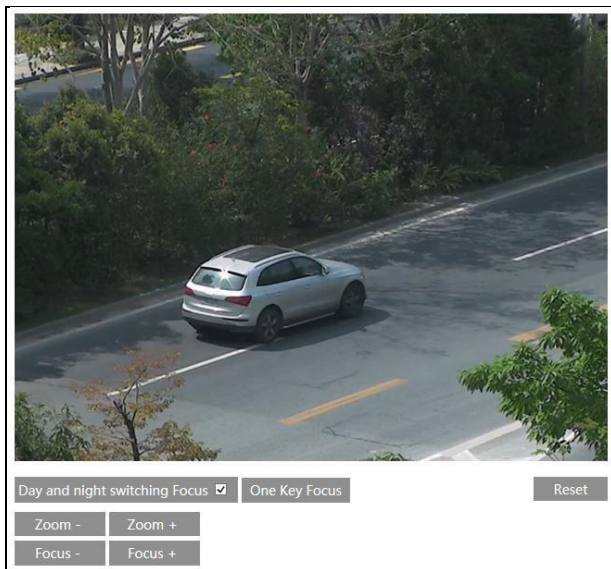 Day and night switching Focus One Key Focus Reset
Zoom - Zoom +
Focus - Focus +